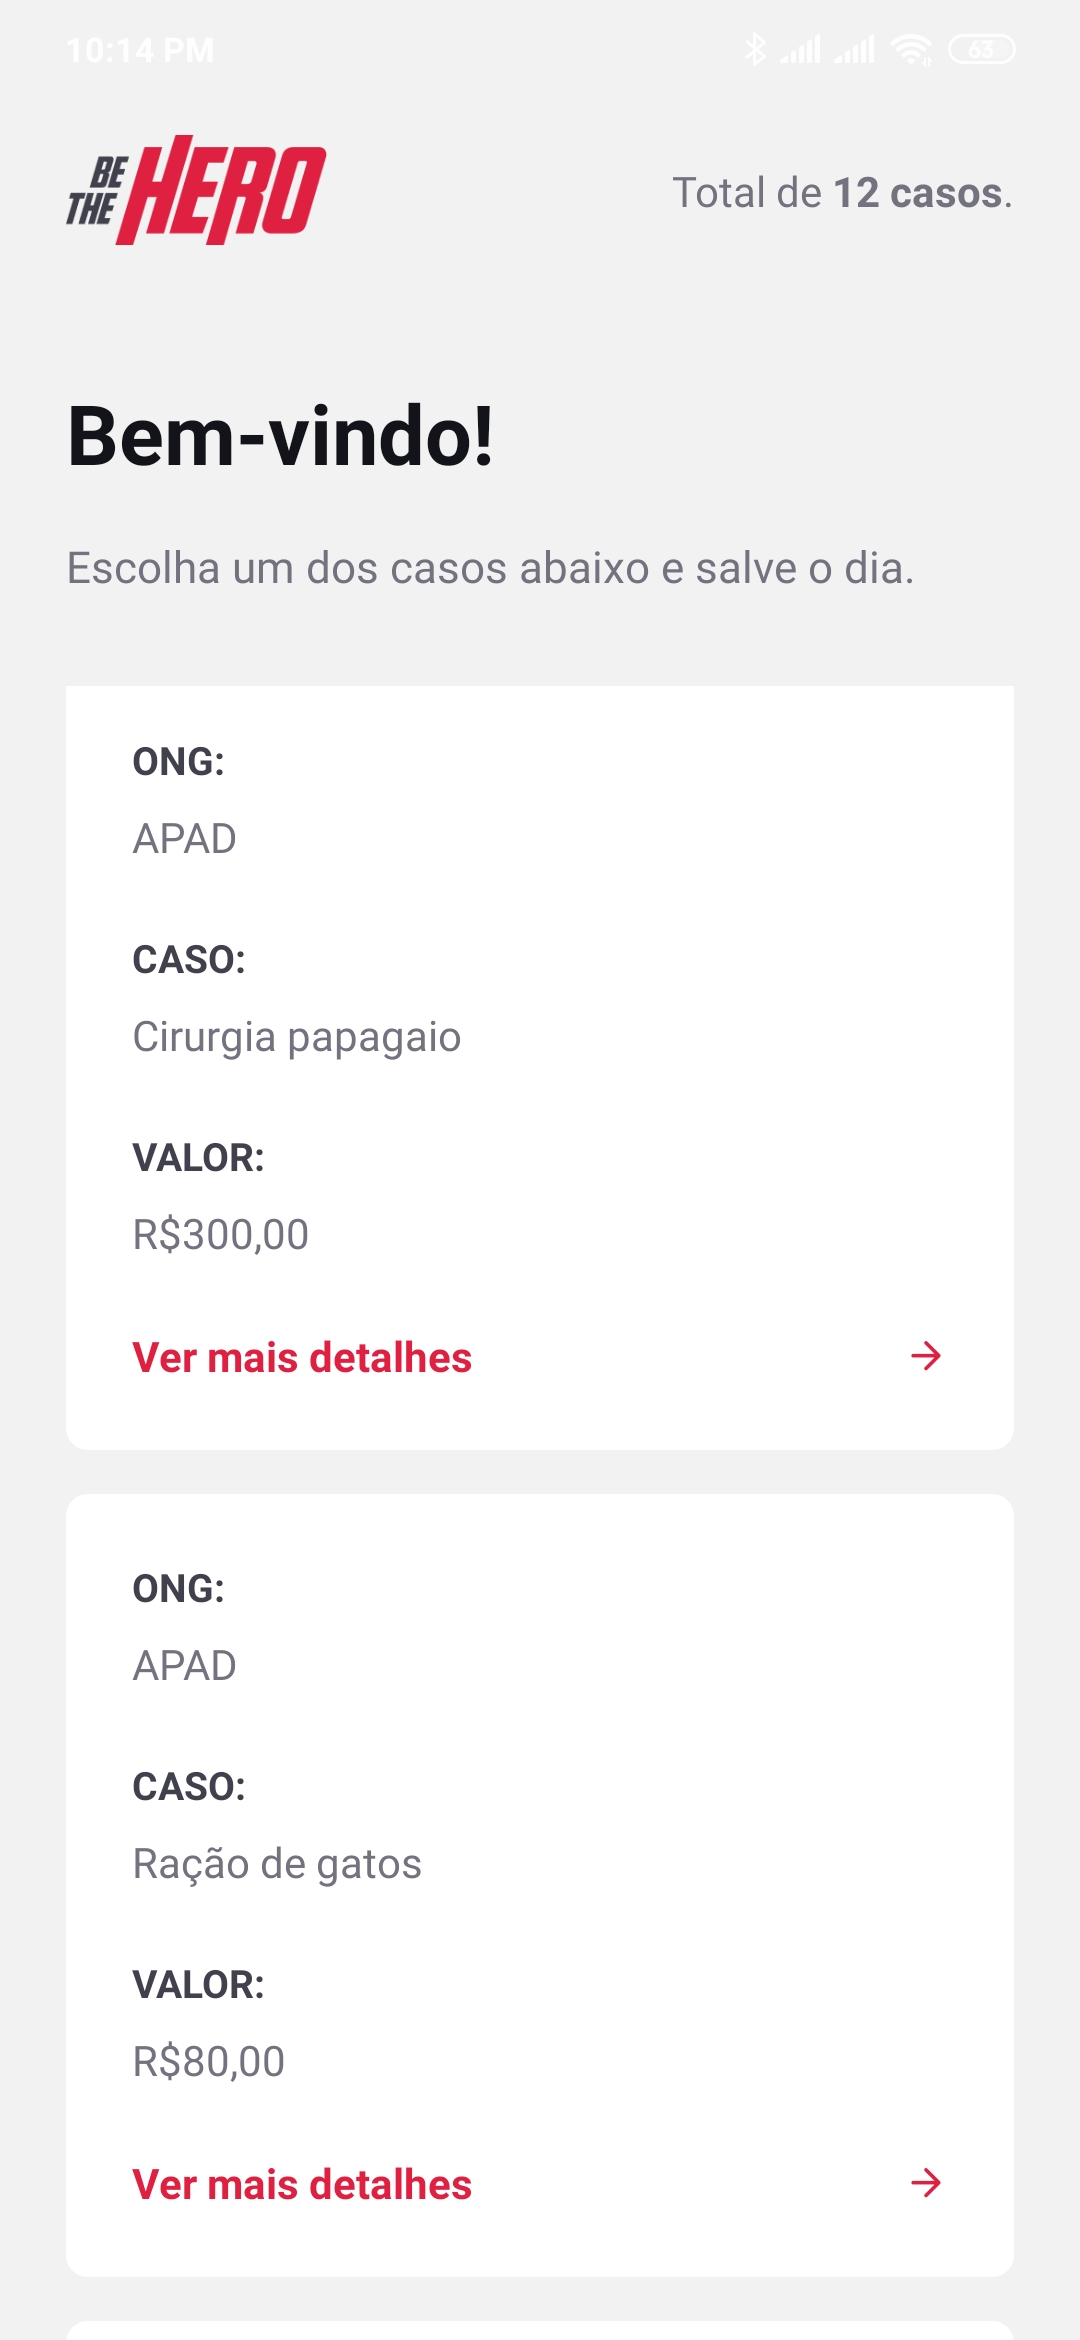 10:14 PM
63
BE THE HERO
Total de 12 casos.
Bem-vindo!
Escolha um dos casos abaixo e salve o dia.
ONG:
APAD
CASO:
Cirurgia papagaio
VALOR:
R$300,00
Ver mais detalhes
ONG:
APAD
CASO:
Ração de gatos
VALOR:
R$80,00
Ver mais detalhes